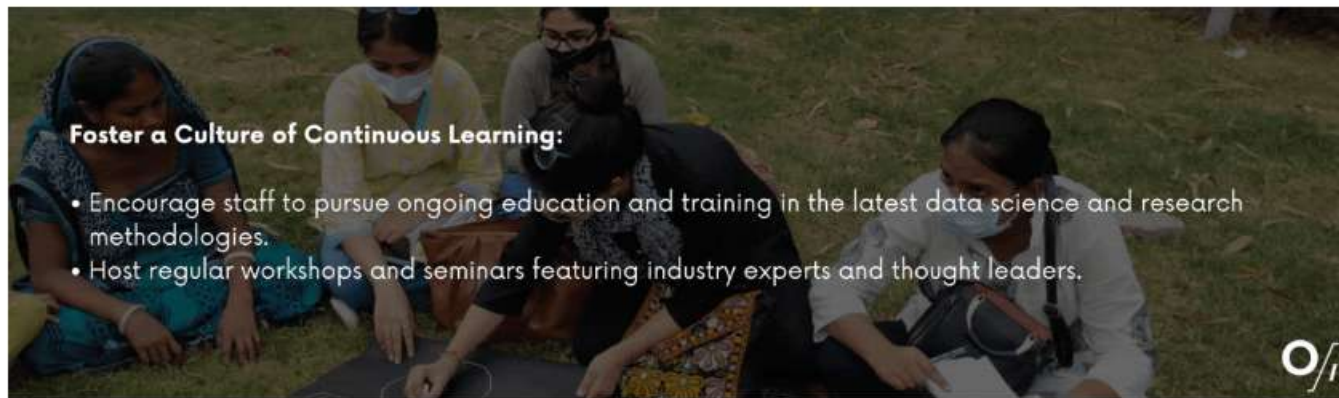 Foster a Culture of Continuous Learning:
• Encourage staff to pursue ongoing education and training in the latest data science and research
methodologies.
• Host regular workshops and seminars featuring industry experts and thought leaders.